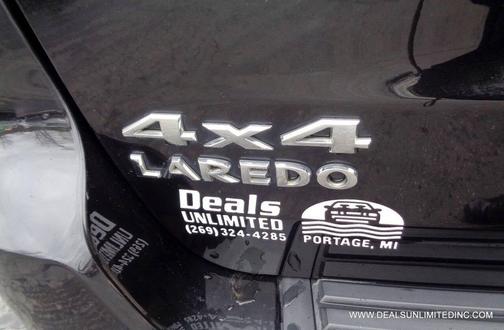 4x4
LAREDO
Deals
UNLIMITED
(269) 324-4285
PORTAGE, MI
WWW.DEALSUNLIMITEDINC.COM